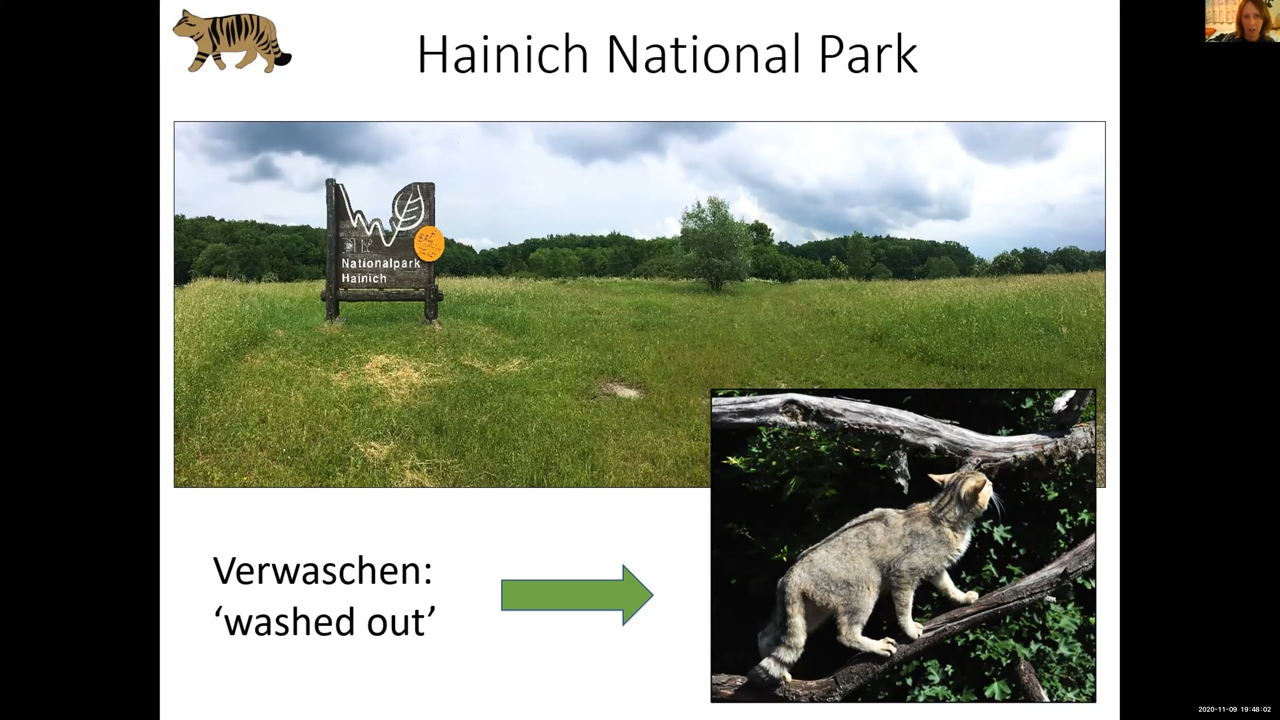 Hainich National Park
Nationalpark
Hainich
Verwaschen:
‘washed out’
2020-11-09 19:48:02